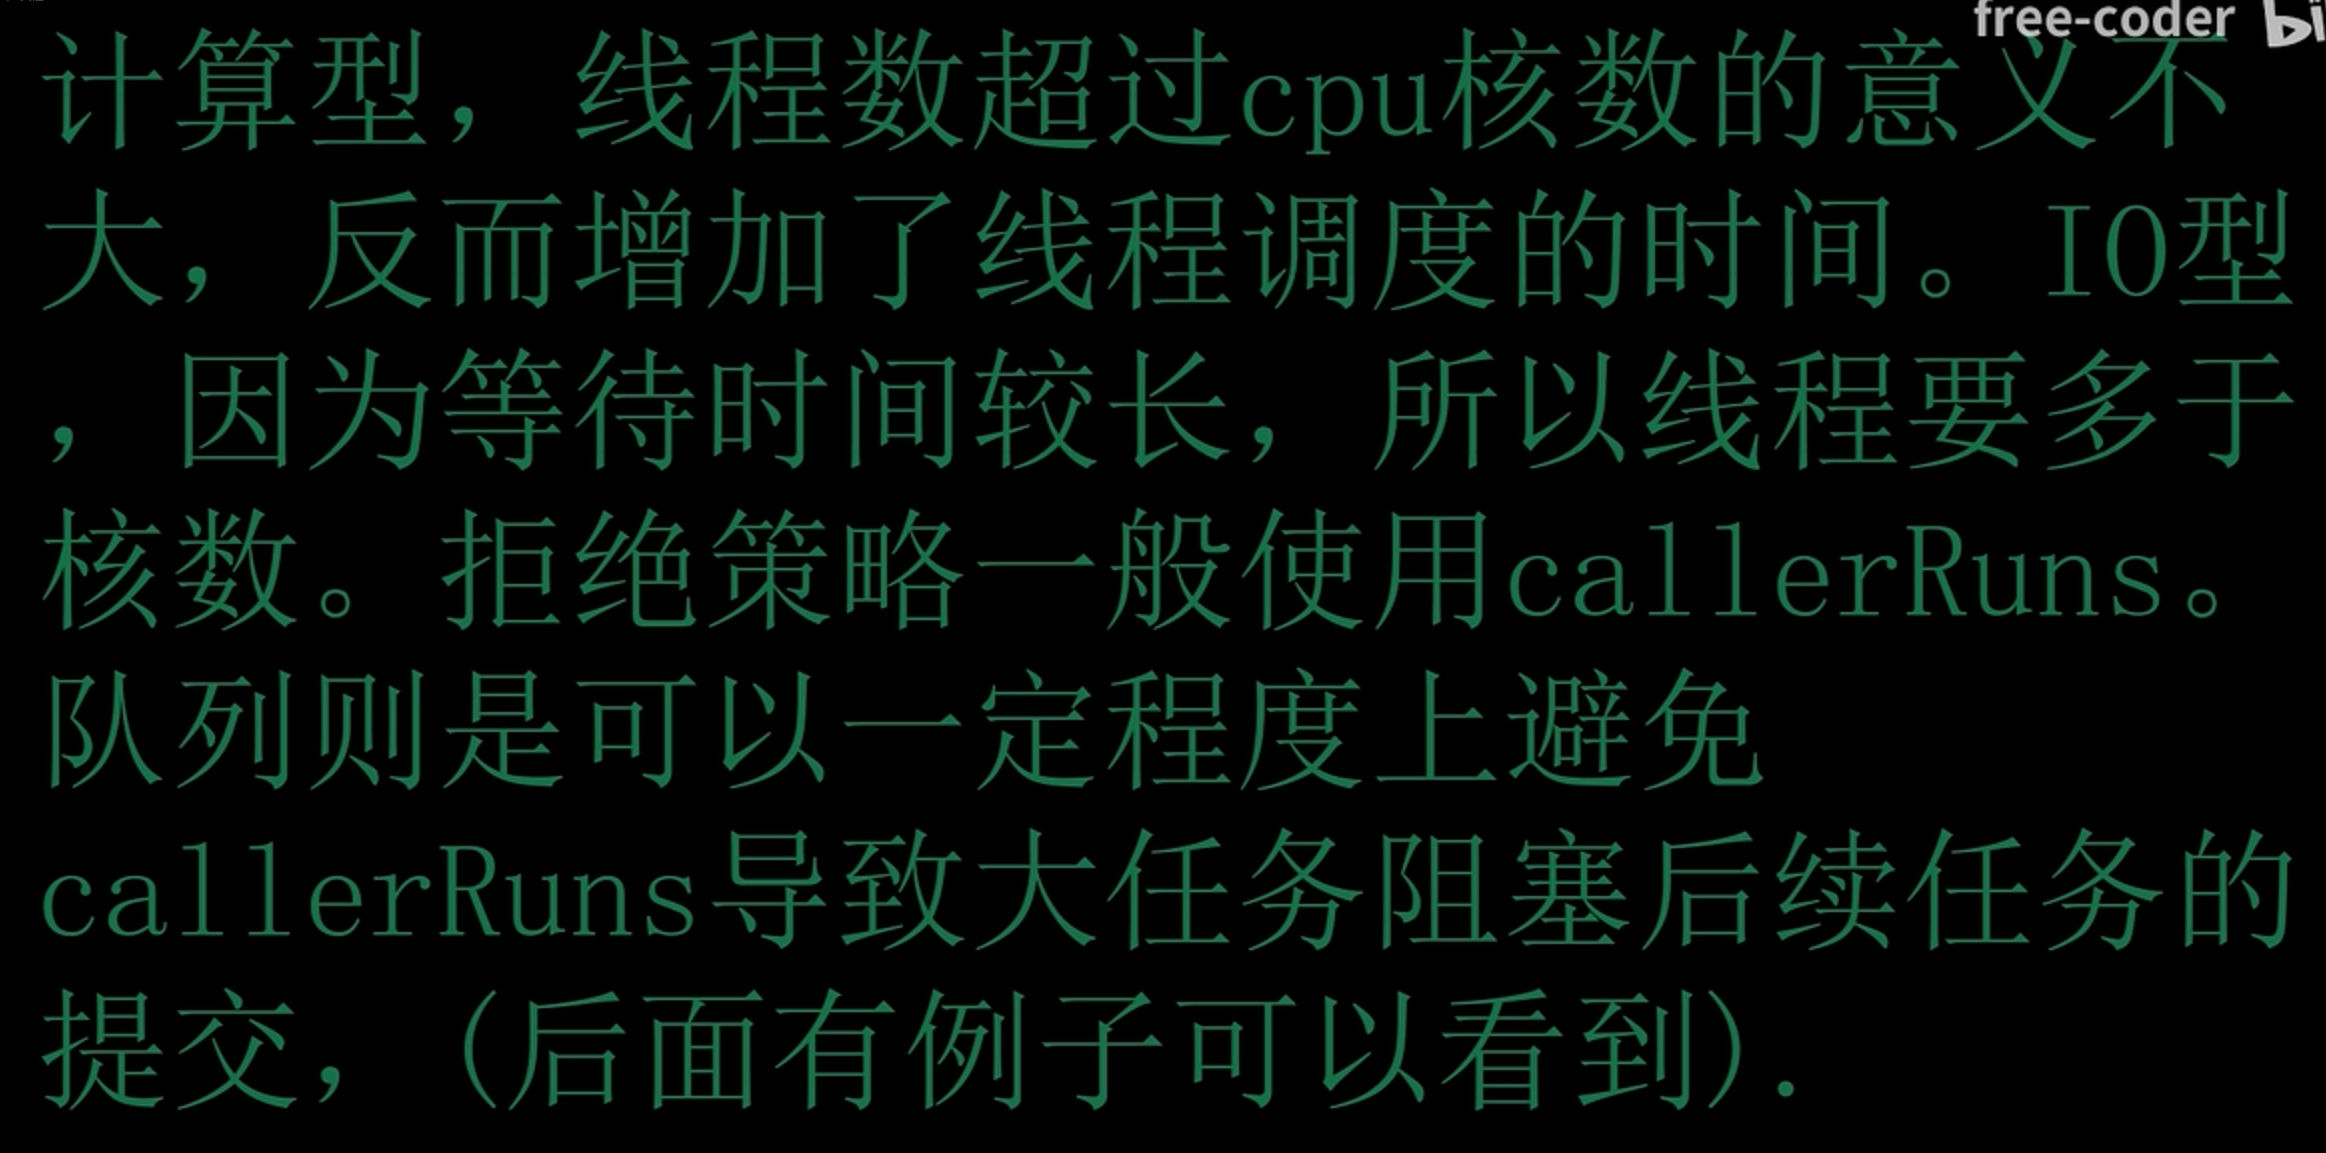 free-coder
计算型，线程数超过cpu核数的意义不
大，反而增加了线程调度的时间。IO型
，因为等待时间较长，所以线程要多于
核数。拒绝策略一般使用callerRuns。
队列则是可以一定程度上避免
callerRuns导致大任务阻塞后续任务的
提交，(后面有例子可以看到).